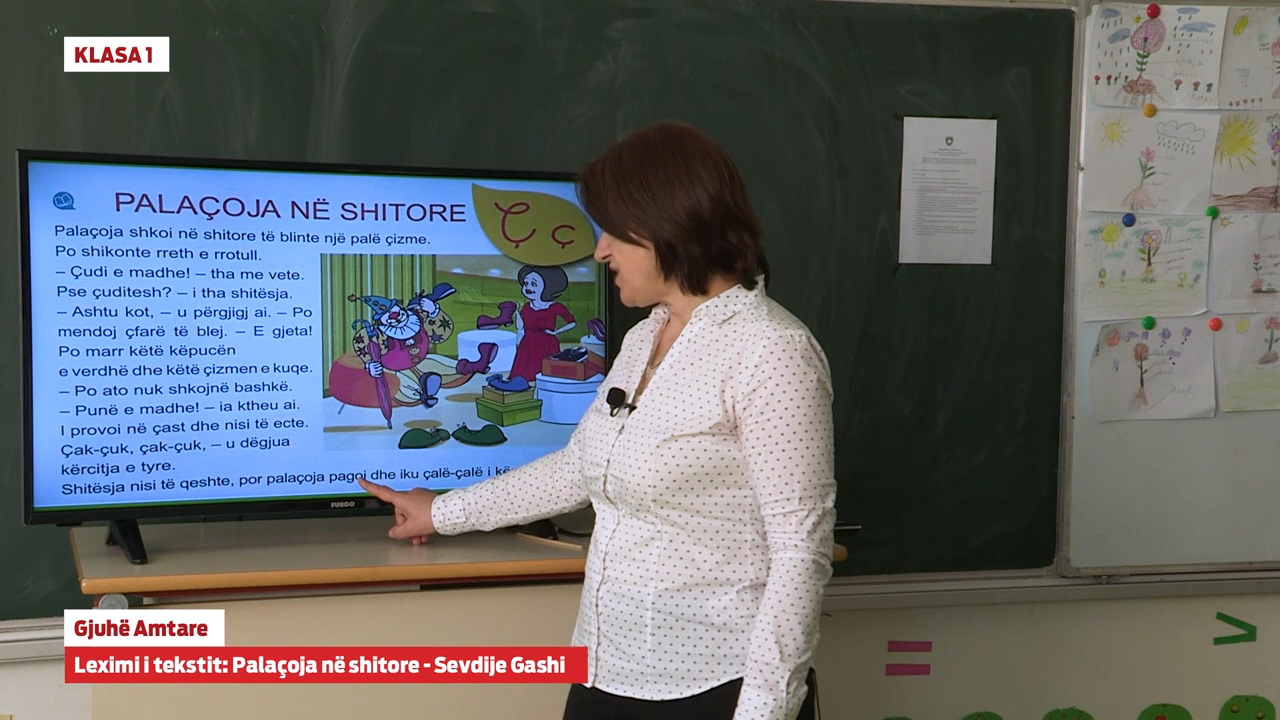 KLASA 1
PALAÇOJA NË SHITORE
Ç ç
Palaçoja shkoi në shitore të blinte një palë çizme.
Po shikonte rreth e rrotull.
– Çudi e madhe! – tha me vete.
Pse çuditesh? – i tha shitësja.
– Ashtu kot, – u përgjigj ai. – Po
mendoj çfarë të blej. – E gjeta!
Po marr këtë këpucën
e verdhë dhe këtë çizmen e kuqe.
– Po ato nuk shkojnë bashkë.
– Punë e madhe! – ia ktheu ai.
I provoi në çast dhe nisi të ecte.
Çak-çuk, çak-çuk, – u dëgjua
kërcitja e tyre.
Shitësja nisi të qeshte, por palaçoja pagoi dhe iku çalë-çalë i
FUEGO
= >
Gjuhë Amtare
Leximi i tekstit: Palaçoja në shitore - Sevdije Gashi